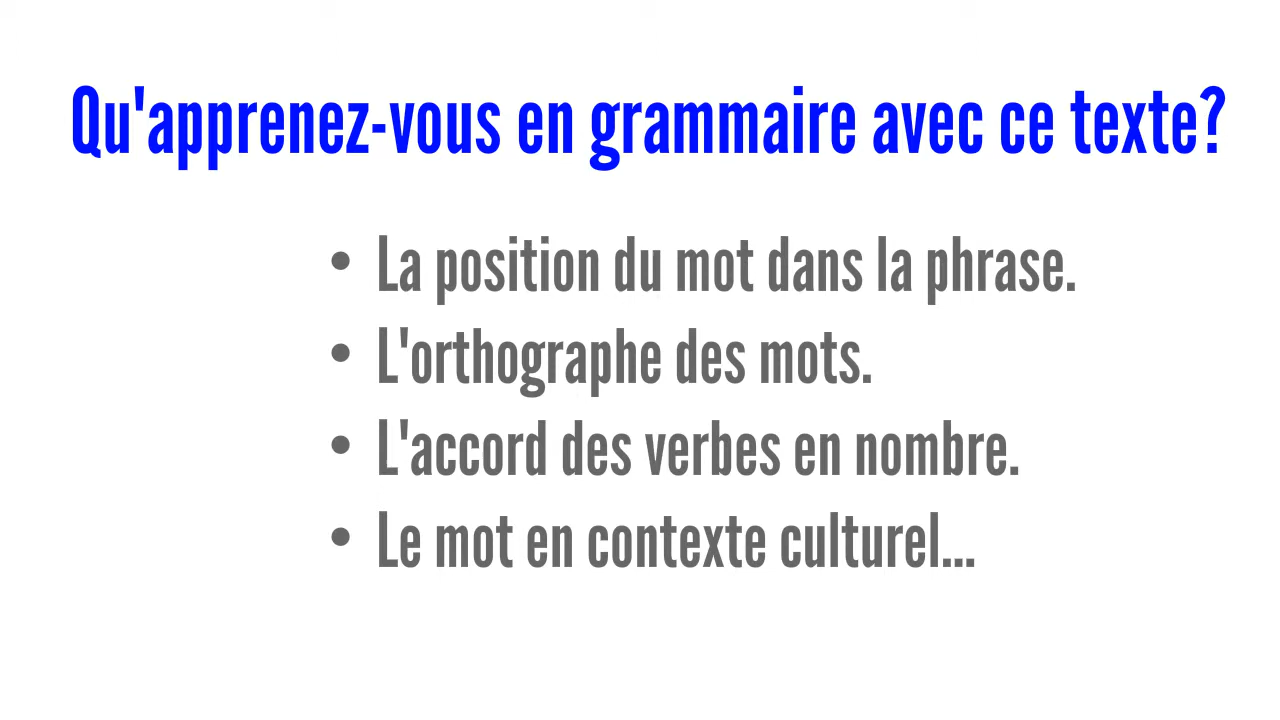 Qu'apprenez-vous en grammaire avec ce texte?
• La position du mot dans la phrase.
• L'orthographe des mots.
• L'accord des verbes en nombre.
• Le mot en contexte culturel...